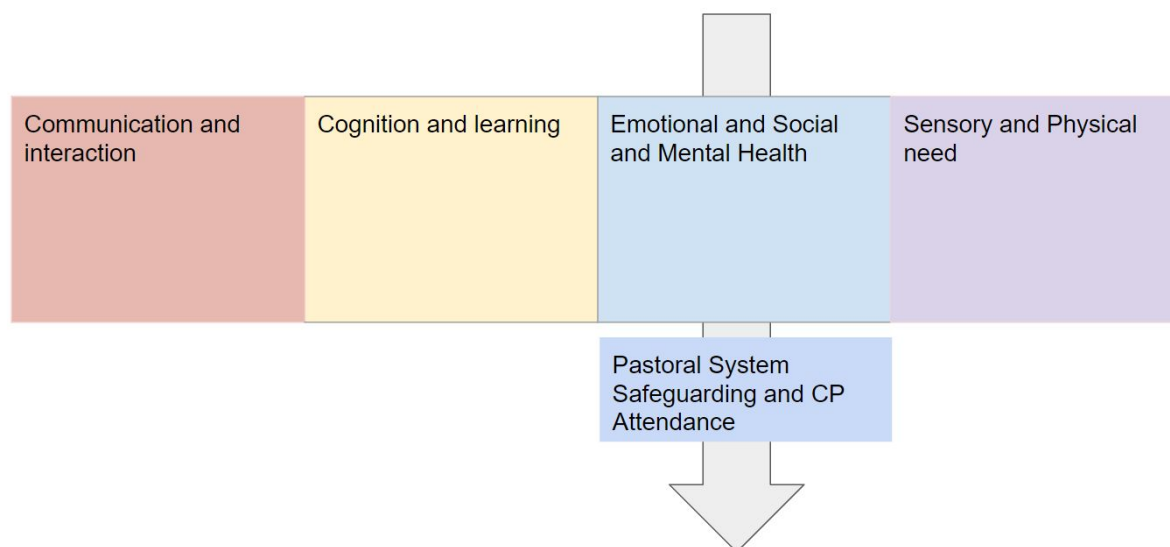 Communication and
interaction
Cognition and learning
Emotional and Social
and Mental Health
Sensory and Physical
need
Pastoral System
Safeguarding and CP
Attendance